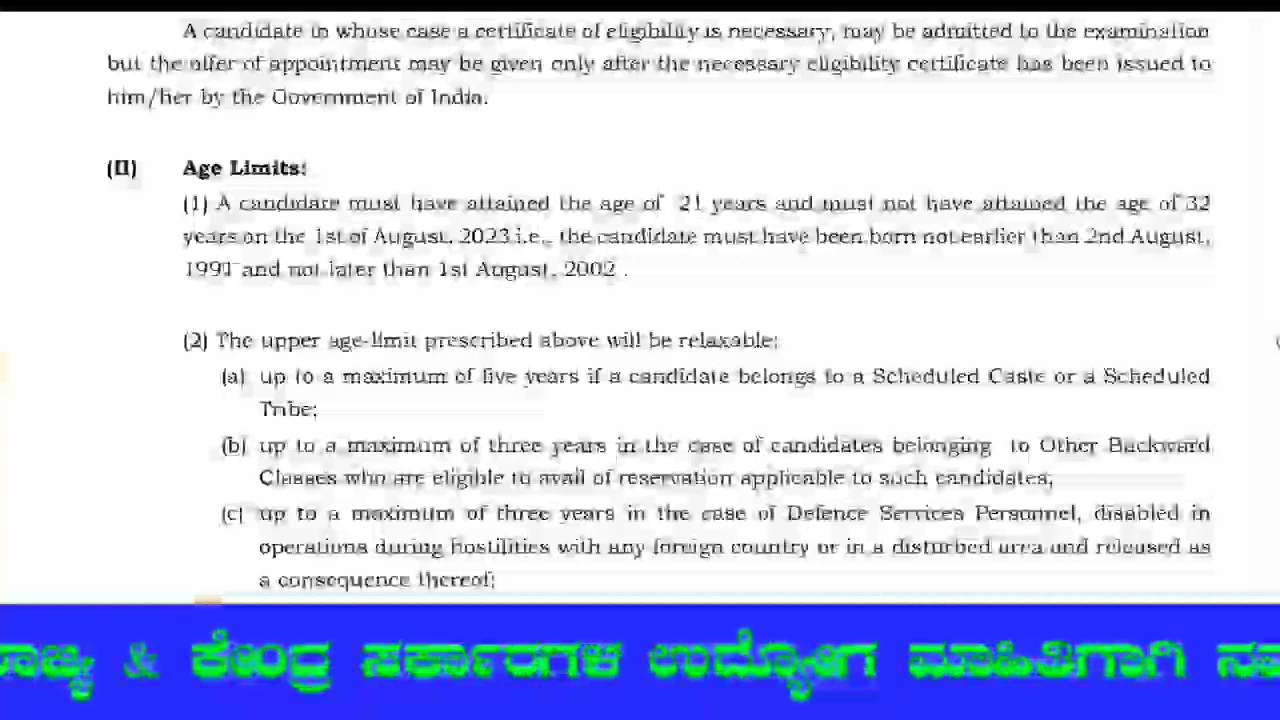 A candidate in whose case a certificate of eligibility is necessary, may be admitted to the examination
but the offer of appointment may be given only after the necessary eligibility certificate has been issued to
him/her by the Government of India.
(II) Age Limits:
(1) A candidate must have attained the age of 21 years and must not have attained the age of 32
years on the 1st of August, 2023 i.e., the candidate must have been born not earlier than 2nd August,
1991 and not later than 1st August, 2002 .
(2) The upper age-limit prescribed above will be relaxable:
(a) up to a maximum of five years if a candidate belongs to a Scheduled Caste or a Scheduled
Tribe;
(b) up to a maximum of three years in the case of candidates belonging to Other Backward
Classes who are eligible to avail of reservation applicable to such candidates;
(c) up to a maximum of three years in the case of Defence Services Personnel, disabled in
operations during hostilities with any foreign country or in a disturbed area and released as
a consequence thereof;
& ಕೇಂದ್ರ ಸರ್ಕಾರಗಳ ಉದ್ಯೋಗ ಮಾಹಿತಿಗಾಗಿ